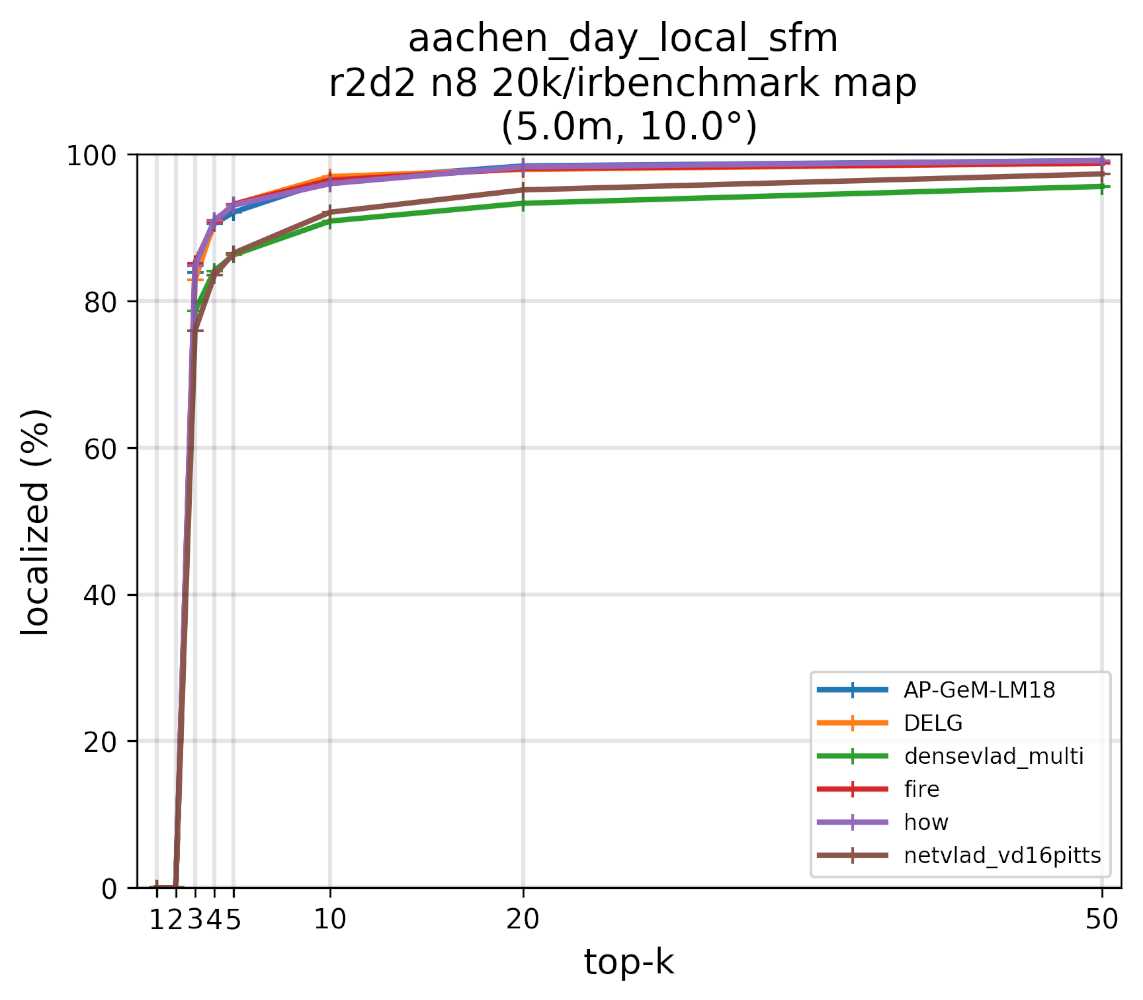 aachen_day_local_sfm
r2d2 n8 20k/irbenchmark map
(5.0m, 10.0°)
localized (%)
100
80
60
40
20
0
1 2 3 4 5 10 20 50
top-k
AP-GeM-LM18
DELG
densevlad_multi
fire
how
netvlad_vd16pitts